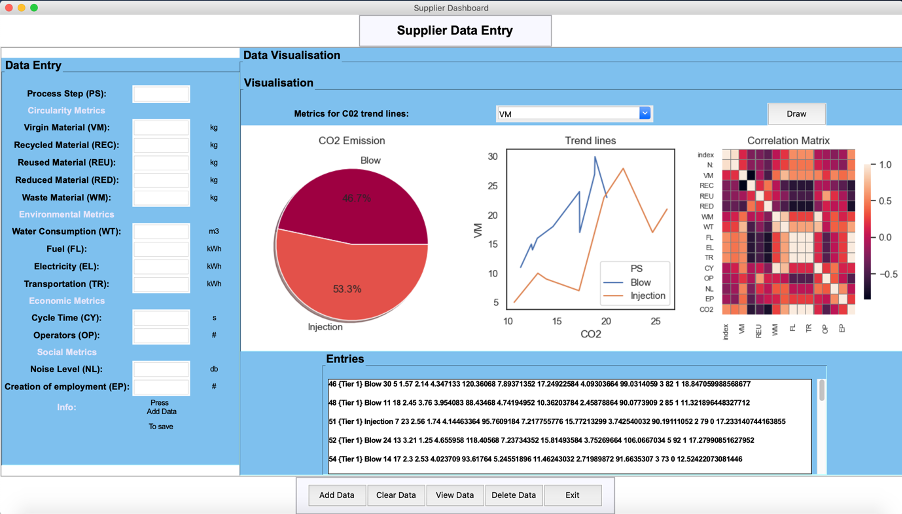 Supplier Dashboard
Supplier Data Entry
Data Entry
Process Step (PS):
Circularity Metrics
Virgin Material (VM): kg
Recycled Material (REC): kg
Reused Material (REU): kg
Reduced Material (RED): kg
Waste Material (WM): kg
Environmental Metrics
Water Consumption (WT): m3
Fuel (FL): kWh
Electricity (EL): kWh
Transportation (TR): kWh
Economic Metrics
Cycle Time (CY): s
Operators (OP): #
Social Metrics
Noise Level (NL): db
Creation of employment (EP): #
Info:
Press
Add Data
To save
Data Visualisation
Visualisation
Metrics for C02 trend lines: VM Draw
CO2 Emission
Blow
46.7%
53.3%
Injection
Trend lines
VM
30
25
20
15
10
5
PS
Blow
Injection
10 15 20 25
CO2
Correlation Matrix
index
N
VM
REC
REU
RED
WM
WT
FL
EL
TR
CY
OP
NL
EP
CO2
index VM REU WM FL TR OP EP
1.0
0.5
0.0
−0.5
Entries
46 {Tier 1} Blow 30 5 1.57 2.14 4.347133 120.36068 7.89371352 17.24922584 4.09303664 99.0314059 3 82 1 18.847059988568677
48 {Tier 1} Blow 11 18 2.45 3.76 3.954083 88.43468 4.74194952 10.36203784 2.45878864 90.0773909 2 85 1 11.321896448327712
51 {Tier 1} Injection 7 23 2.56 1.74 4.14463364 95.7609184 7.217755776 15.77213299 3.742540032 90.19111052 2 79 0 17.233140744163855
52 {Tier 1} Blow 24 13 3.21 1.25 4.655958 118.40568 7.23734352 15.81493584 3.75269664 106.0667034 5 92 1 17.27990851627952
54 {Tier 1} Blow 14 17 2.3 2.53 4.023709 93.61764 5.24551896 11.46243032 2.71989872 91.6635307 3 73 0 12.52422073081446
Add Data Clear Data View Data Delete Data Exit